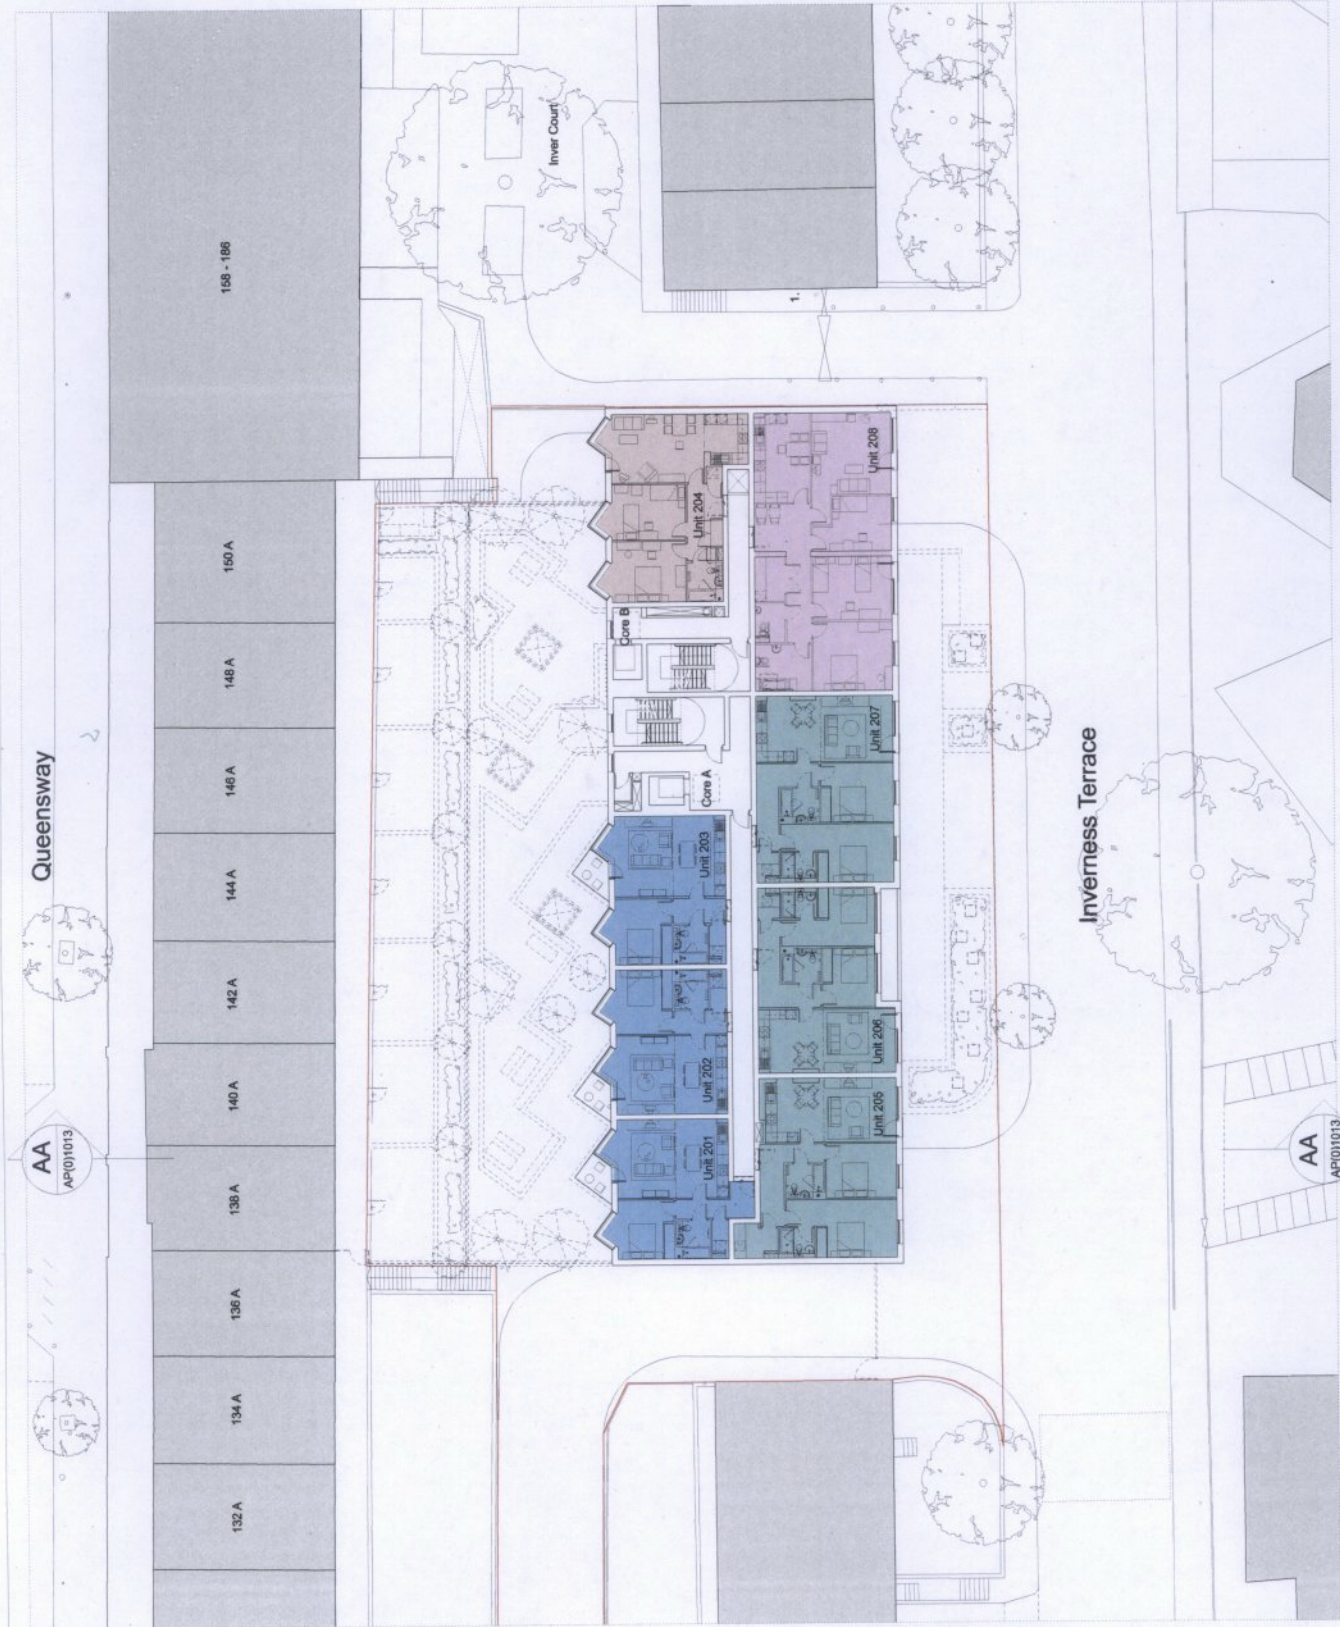 Queensway
158 - 186
150 A
148 A
146 A
144 A
142 A
140 A
138 A
136 A
134 A
132 A
AA
AP(0)1013
Inver Court
1.
Unit 204
Unit 208
Core B
Core A
Unit 207
Unit 203
Unit 202
Unit 206
Unit 201
Unit 205
Inverness Terrace
AA
AP(0)1013